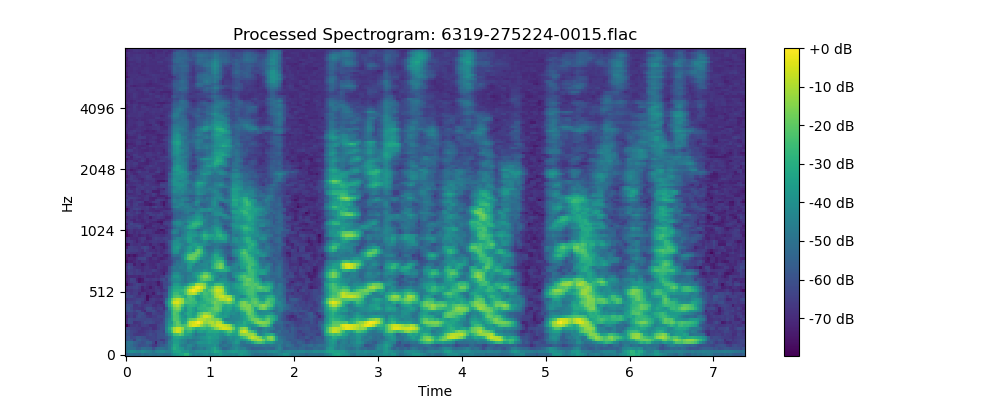 Processed Spectrogram: 6319-275224-0015.flac
Hz
4096
2048
1024
512
0
0 1 2 3 4 5 6 7
Time
+0 dB
-10 dB
-20 dB
-30 dB
-40 dB
-50 dB
-60 dB
-70 dB